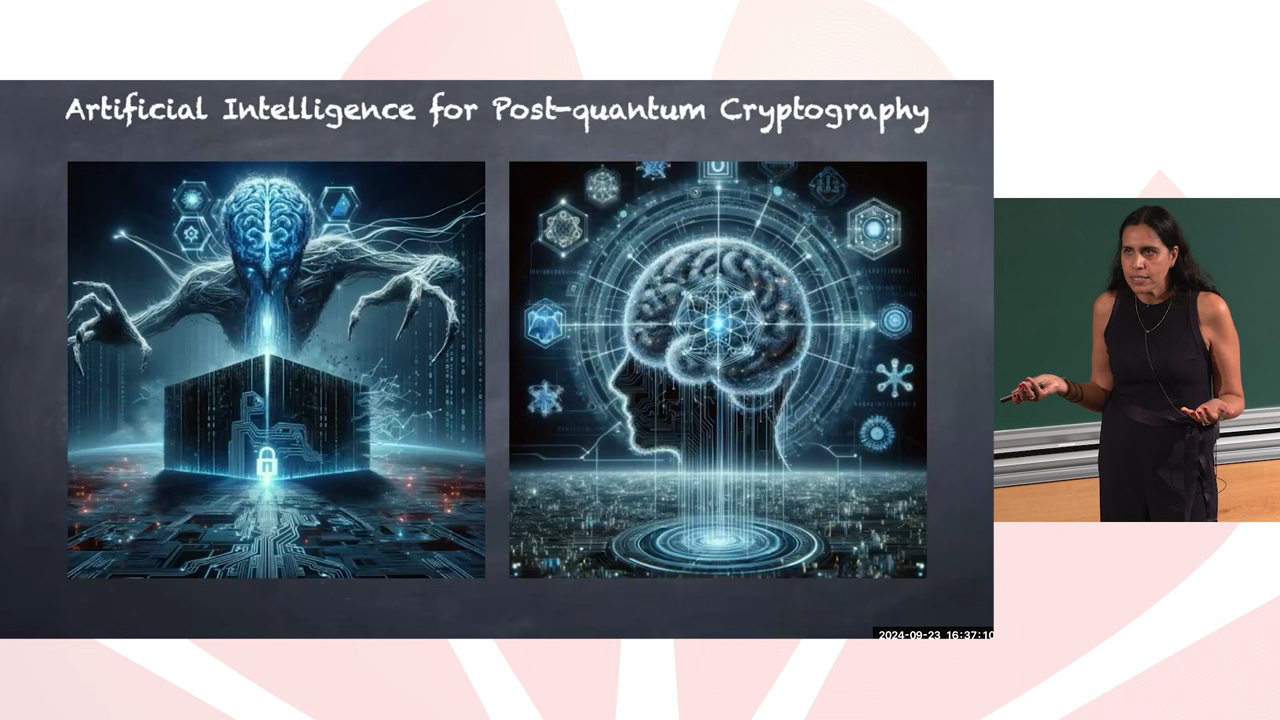 Artificial Intelligence for Post-quantum Cryptography
2024-09-23 16:37:10